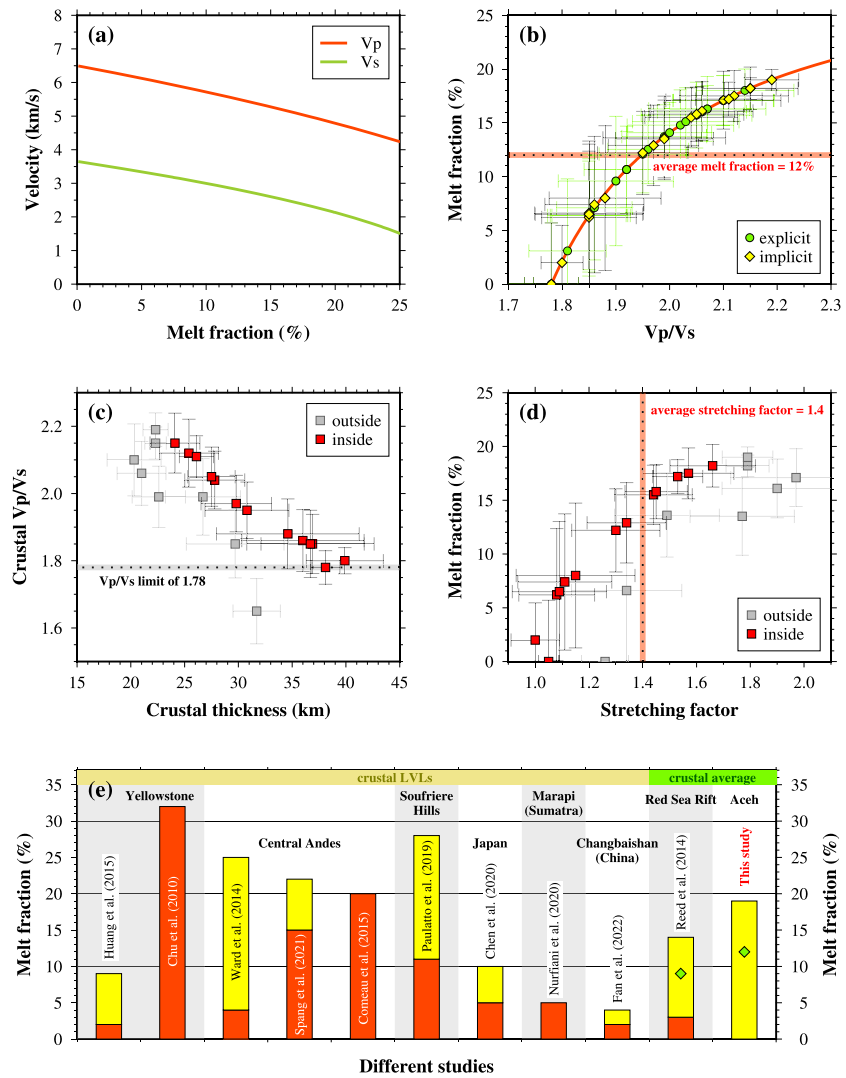 (a)
Vp
Vs
Velocity (km/s)
8
7
6
5
4
3
2
1
0
0 5 10 15 20 25
Melt fraction (%)
(b)
Melt fraction (%)
25
20
15
10
5
0
average melt fraction = 12%
explicit
implicit
1.7 1.8 1.9 2.0 2.1 2.2 2.3
Vp/Vs
(c)
outside
inside
Crustal Vp/Vs
2.2
2.0
1.8
1.6
Vp/Vs limit of 1.78
15 20 25 30 35 40 45
Crustal thickness (km)
(d)
average stretching factor = 1.4
Melt fraction (%)
25
20
15
10
5
0
outside
inside
1.0 1.2 1.4 1.6 1.8 2.0
Stretching factor
crustal LVLs
crustal average
(e)
Yellowstone
Central Andes
Soufriere
Hills
Japan
Marapi
(Sumatra)
Changbaishan
(China)
Red Sea Rift
Aceh
Melt fraction (%)
35
30
25
20
15
10
5
0
Huang et al. (2015)
Chu et al. (2010)
Ward et al. (2014)
Spang et al. (2021)
Comeau et al. (2015)
Paulatto et al. (2019)
Chen et al. (2020)
Nurfiani et al. (2020)
Fan et al. (2022)
Reed et al. (2014)
This study
35
30
25
20
15
10
5
0
Melt fraction (%)
Different studies